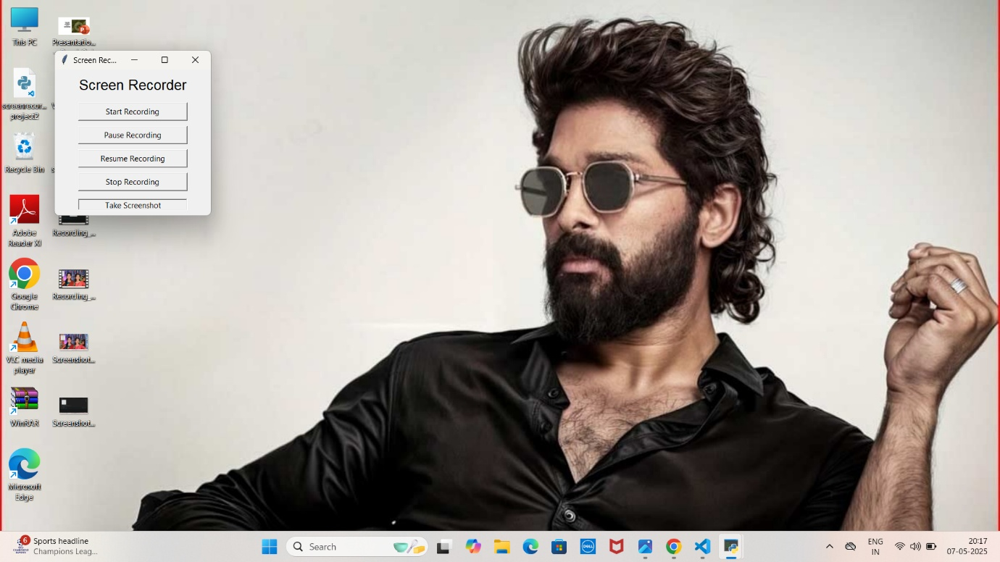 This PC
Presentatio...
Screen Rec...
Screen Recorder
Start Recording
Pause Recording
Resume Recording
Stop Recording
Take Screenshot
screenrecor...
project2
Recycle Bin
Adobe
Reader XI
Recording_...
Google
Chrome
Recording_...
VLC media
player
Screenshot...
WinRAR
Screenshot...
Microsoft
Edge
6
Sports headline
Champions Leag...
Search
DELL
ENG
IN
20:17
07-05-2025